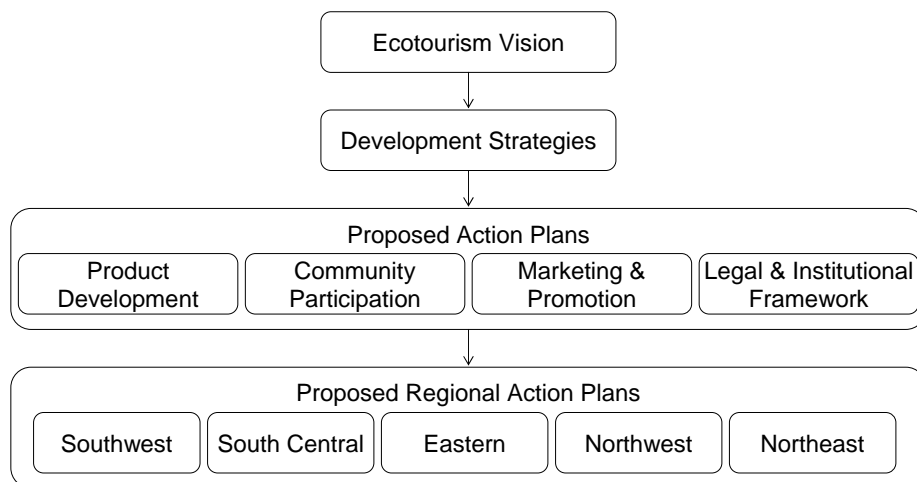 Ecotourism Vision
Development Strategies
Proposed Action Plans
Product
Development
Community
Participation
Marketing &
Promotion
Legal & Institutional
Framework
Proposed Regional Action Plans
Southwest
South Central
Eastern
Northwest
Northeast